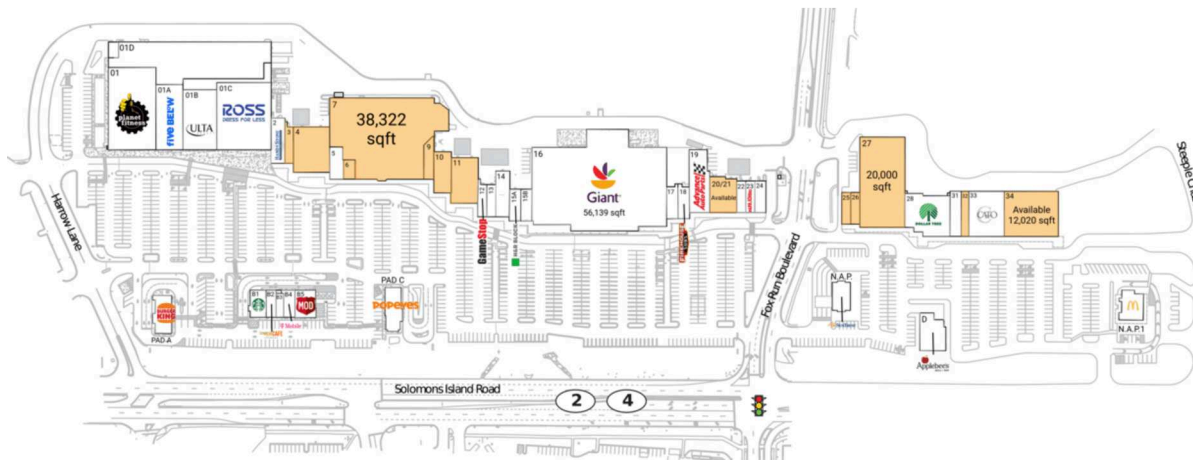 01D
01
planet fitness
01A
five BEL°W
01B
ULTA
01C
ROSS
DRESS FOR LESS
2
3
4
7
38,322
sqft
5
6
9
10
11
12
13
14
15A
15B
GameStop
H&R BLOCK
16
Giant
56,139 sqft
17
18
19
Advance
Auto Parts
20/21
Available
22
23
24
25
26
27
20,000
sqft
28
DOLLAR TREE
31
33
CATO
34
Available
12,020 sqft
Steeple C
Harrow Lane
Fox Run Boulevard
BURGER
KING
PAD-A
B1
B2
B4
B5
MOD
T Mobile
PAD C
POPEYES
N.A.P.
D
Applebee's
N.A.P.1
Solomons Island Road
2
4